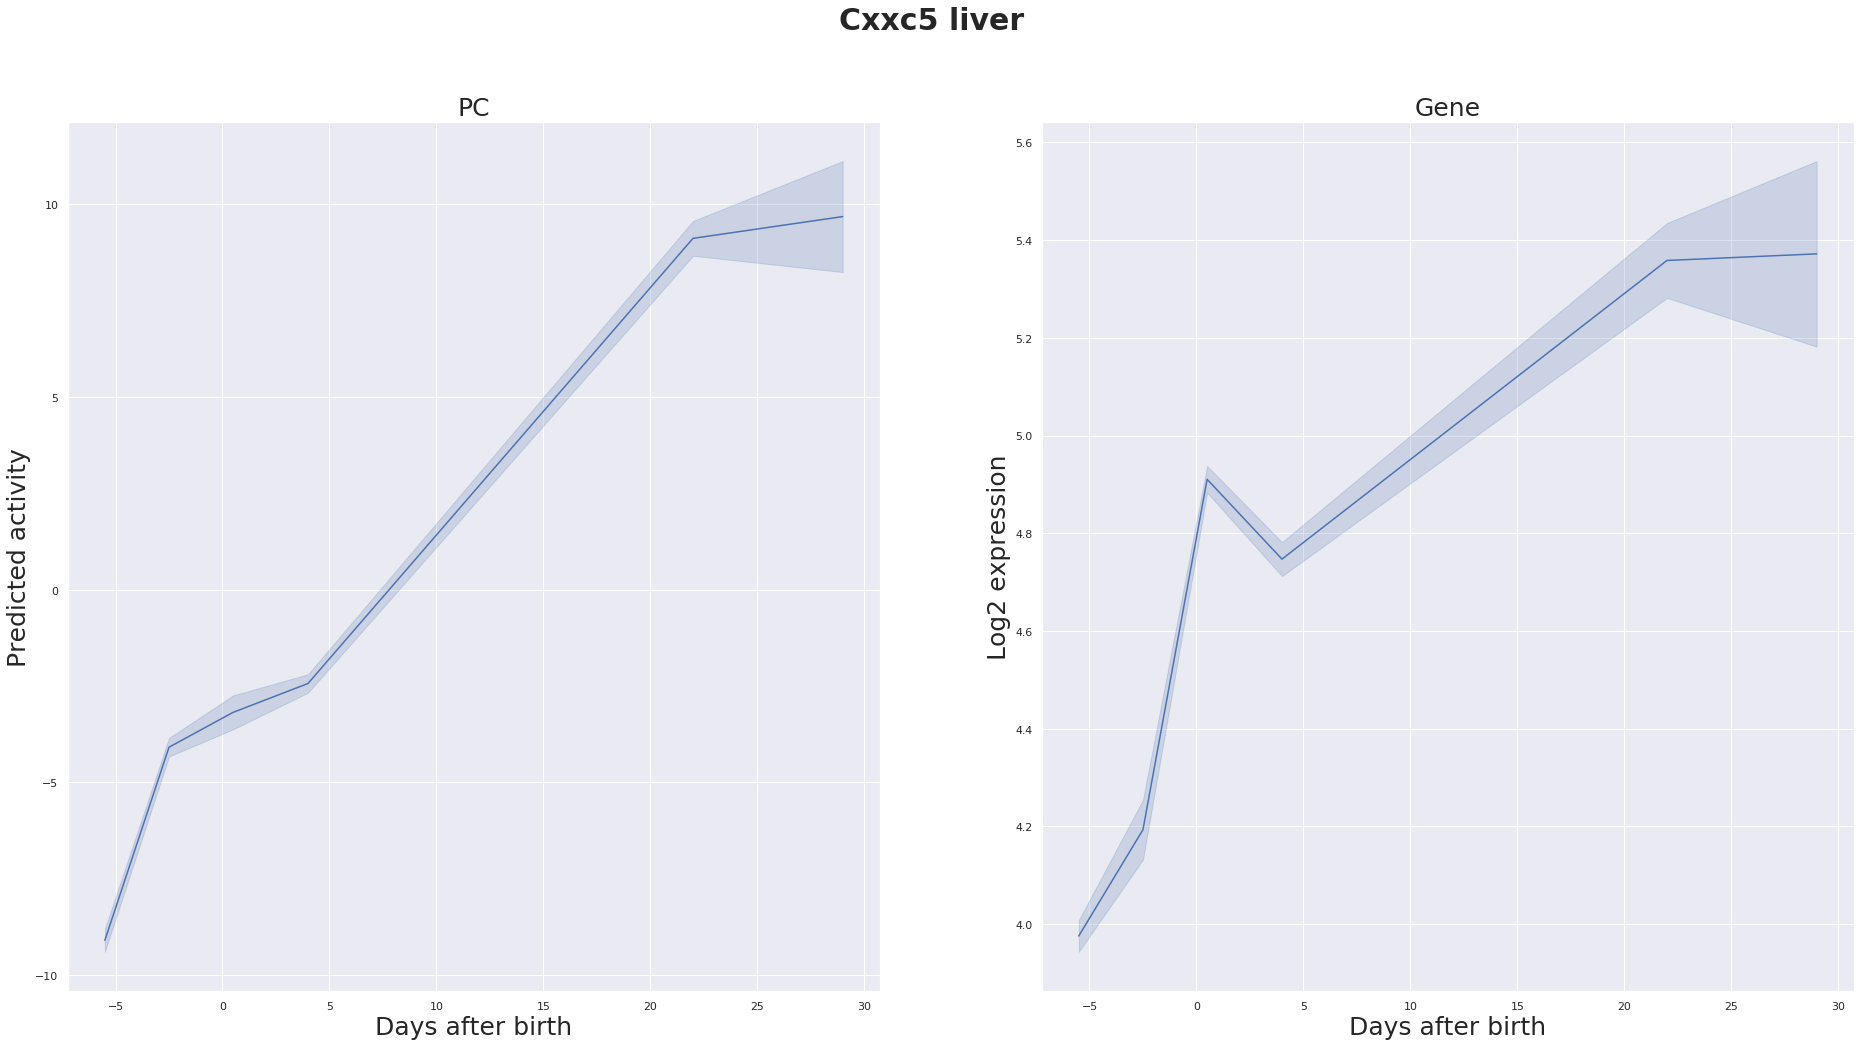 Cxxc5 liver
PC
Predicted activity
10
5
0
−5
−10
−5 0 5 10 15 20 25 30
Days after birth
Gene
Log2 expression
5.6
5.4
5.2
5.0
4.8
4.6
4.4
4.2
4.0
−5 0 5 10 15 20 25 30
Days after birth